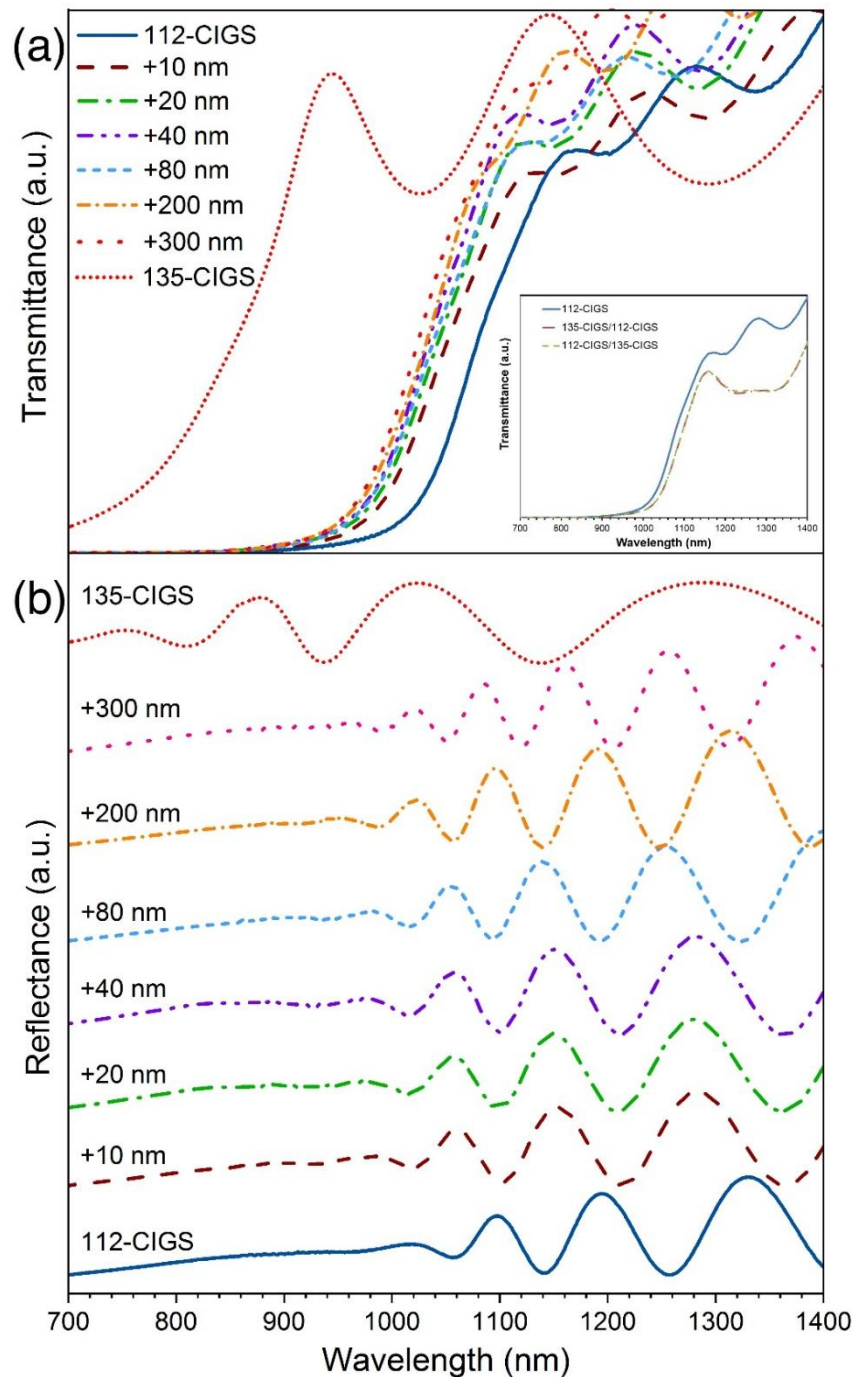 (a)
112-CIGS
+10 nm
+20 nm
+40 nm
+80 nm
+200 nm
+300 nm
135-CIGS
Transmittance (a.u.)
112-CIGS
135-CIGS/112-CIGS
112-CIGS/135-CIGS
Transmittance (a.u.)
700 800 900 1000 1100 1200 1300 1400
Wavelength (nm)
(b)
135-CIGS
+300 nm
+200 nm
+80 nm
+40 nm
+20 nm
+10 nm
112-CIGS
Reflectance (a.u.)
700 800 900 1000 1100 1200 1300 1400
Wavelength (nm)